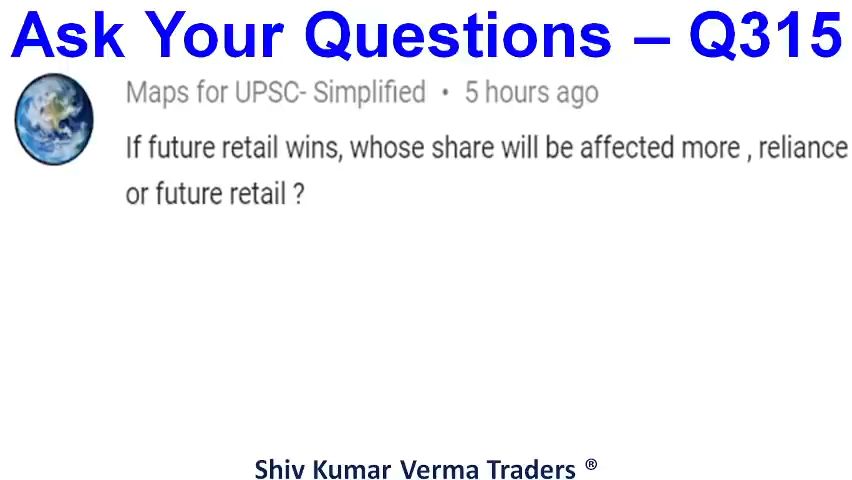 Ask Your Questions – Q315
Maps for UPSC- Simplified • 5 hours ago
If future retail wins, whose share will be affected more , reliance
or future retail ?
Shiv Kumar Verma Traders ®